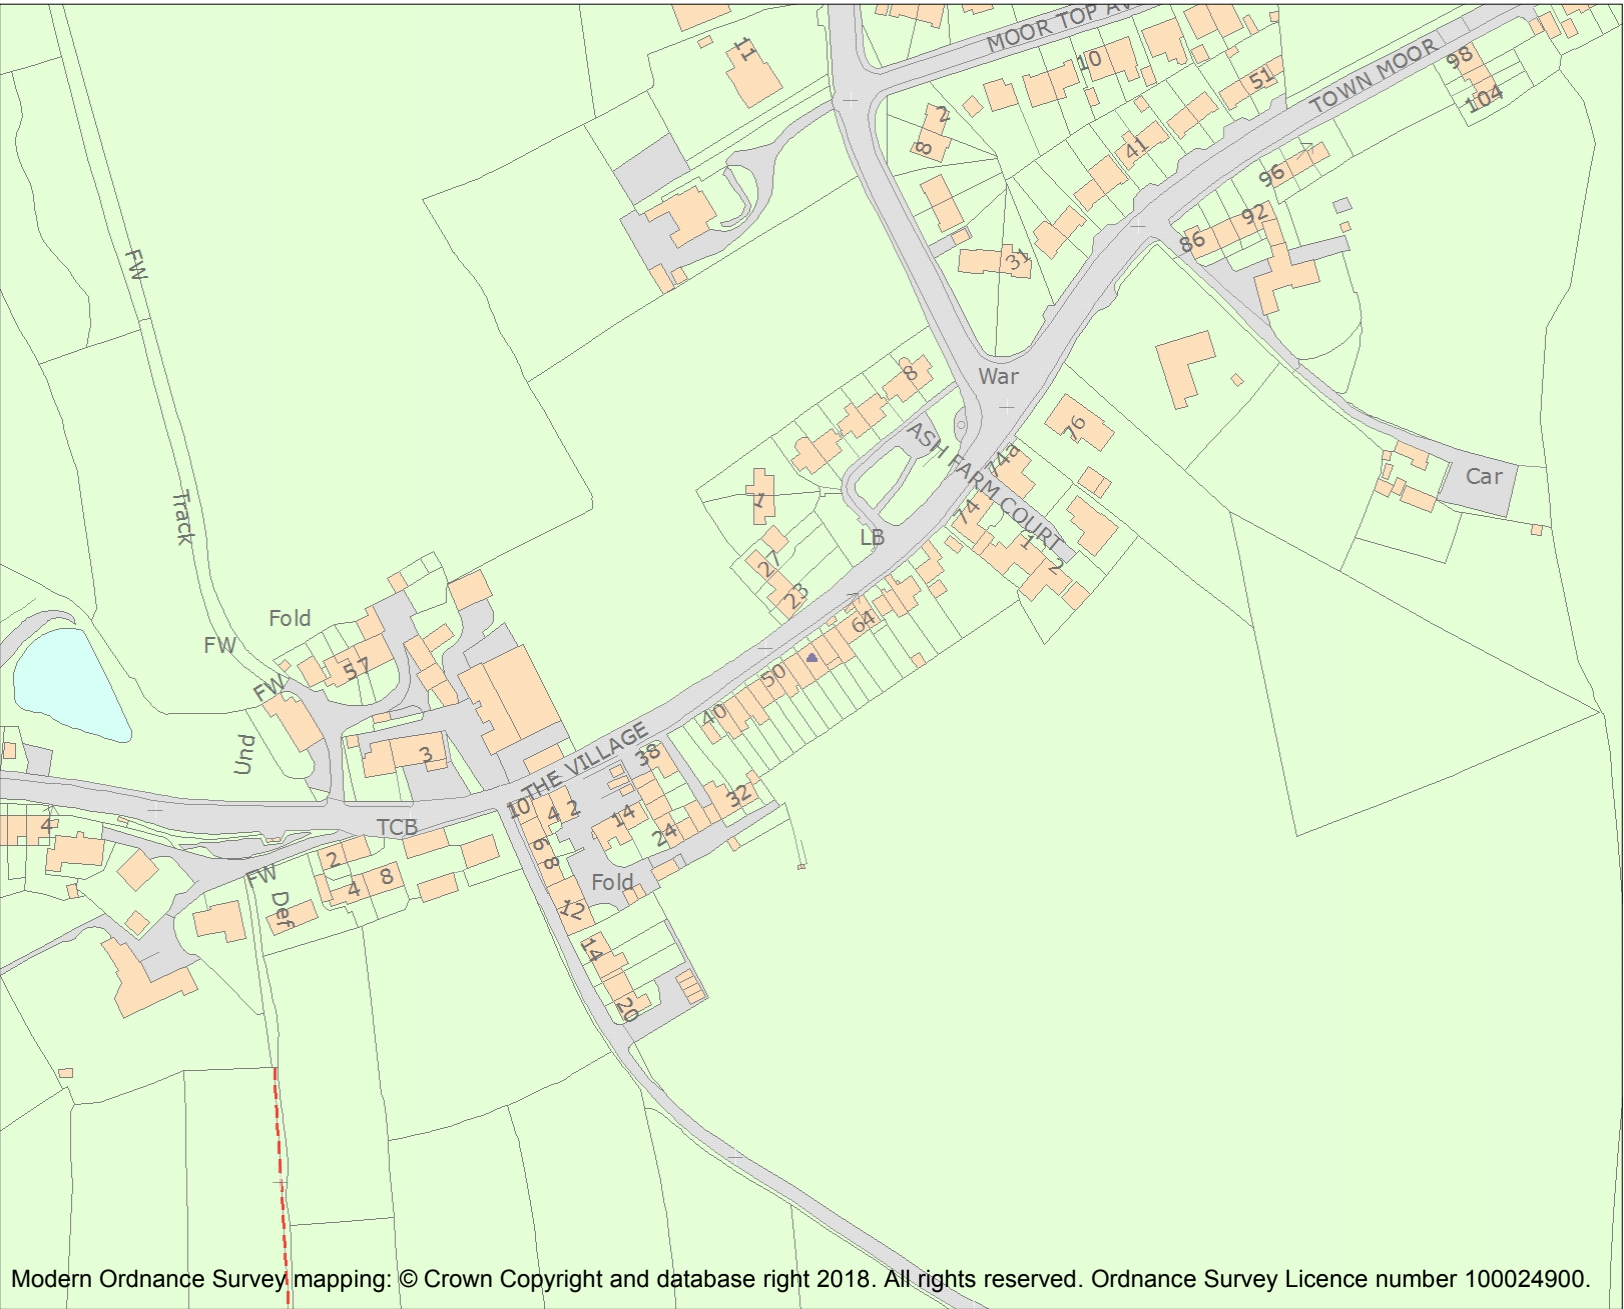 MOOR TOP AV
11
10
TOWN MOOR
98
51
104
2
8
41
96
92
86
31
FW
War
8
76
ASH FARM COURT
74a
Car
Track
1
74
LB
1
2
27
23
Fold
64
FW
57
50
FW
40
THE VILLAGE
38
Und
3
32
10
4
2
14
TCB
24
4
6
2
8
FW
4
8
Fold
Def
12
14
20
Modern Ordnance Survey mapping: © Crown Copyright and database right 2018. All rights reserved. Ordnance Survey Licence number 100024900.